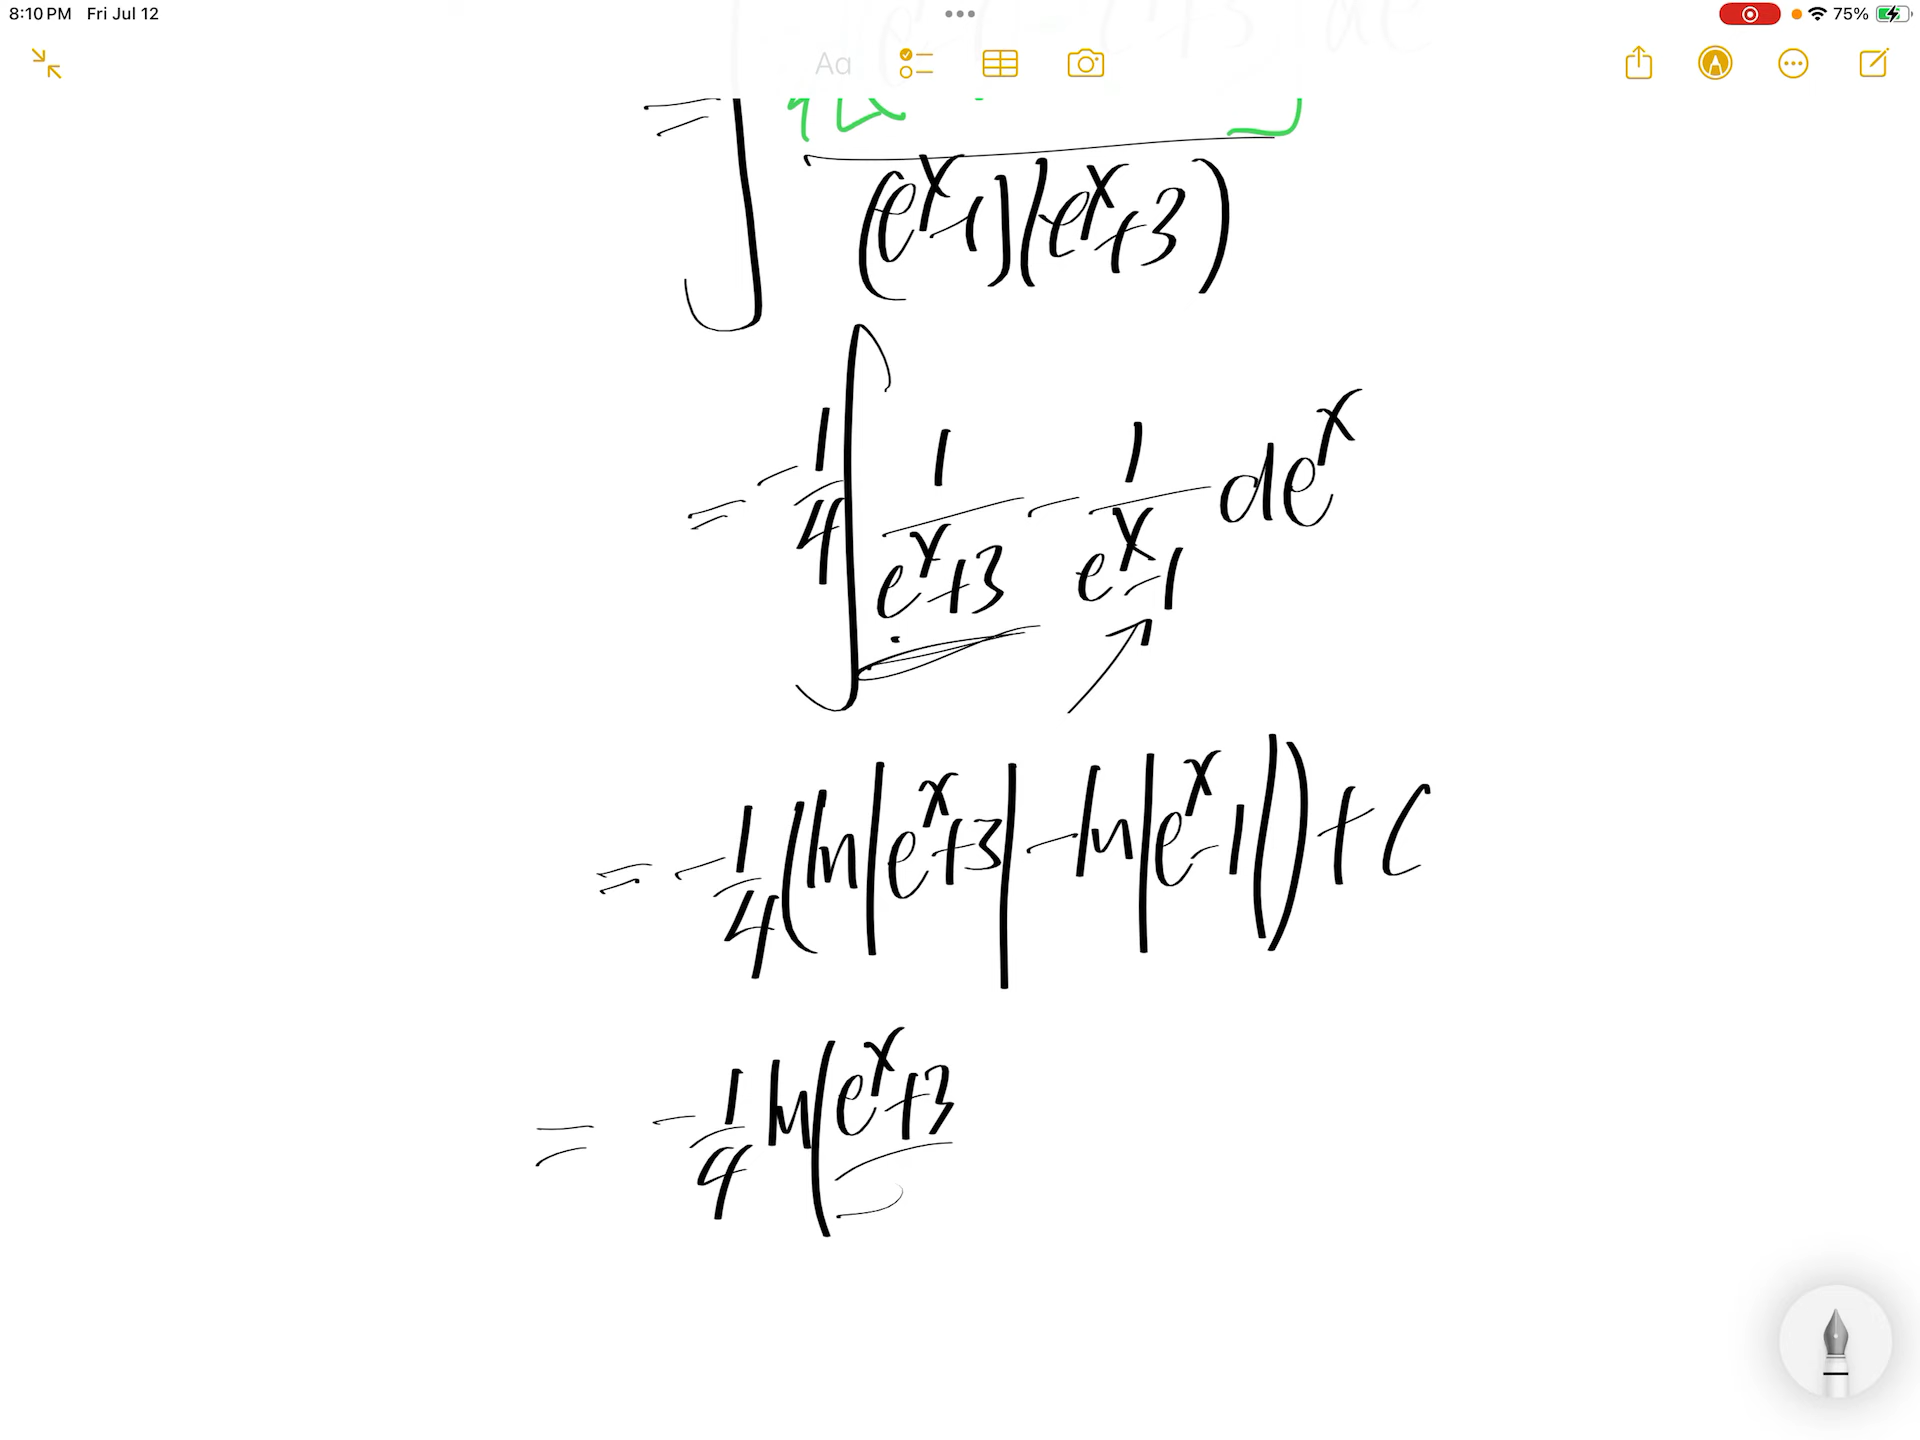 8:10 PM Fri Jul 12 75%
Aa
=∫
(e^x-1)(e^x+3)
= -1/4 ∫ 1/(e^x+3) - 1/(e^x-1) de^x
= -1/4 (ln|e^x+3| - ln|e^x-1|) + C
= -1/4 ln|e^x+3